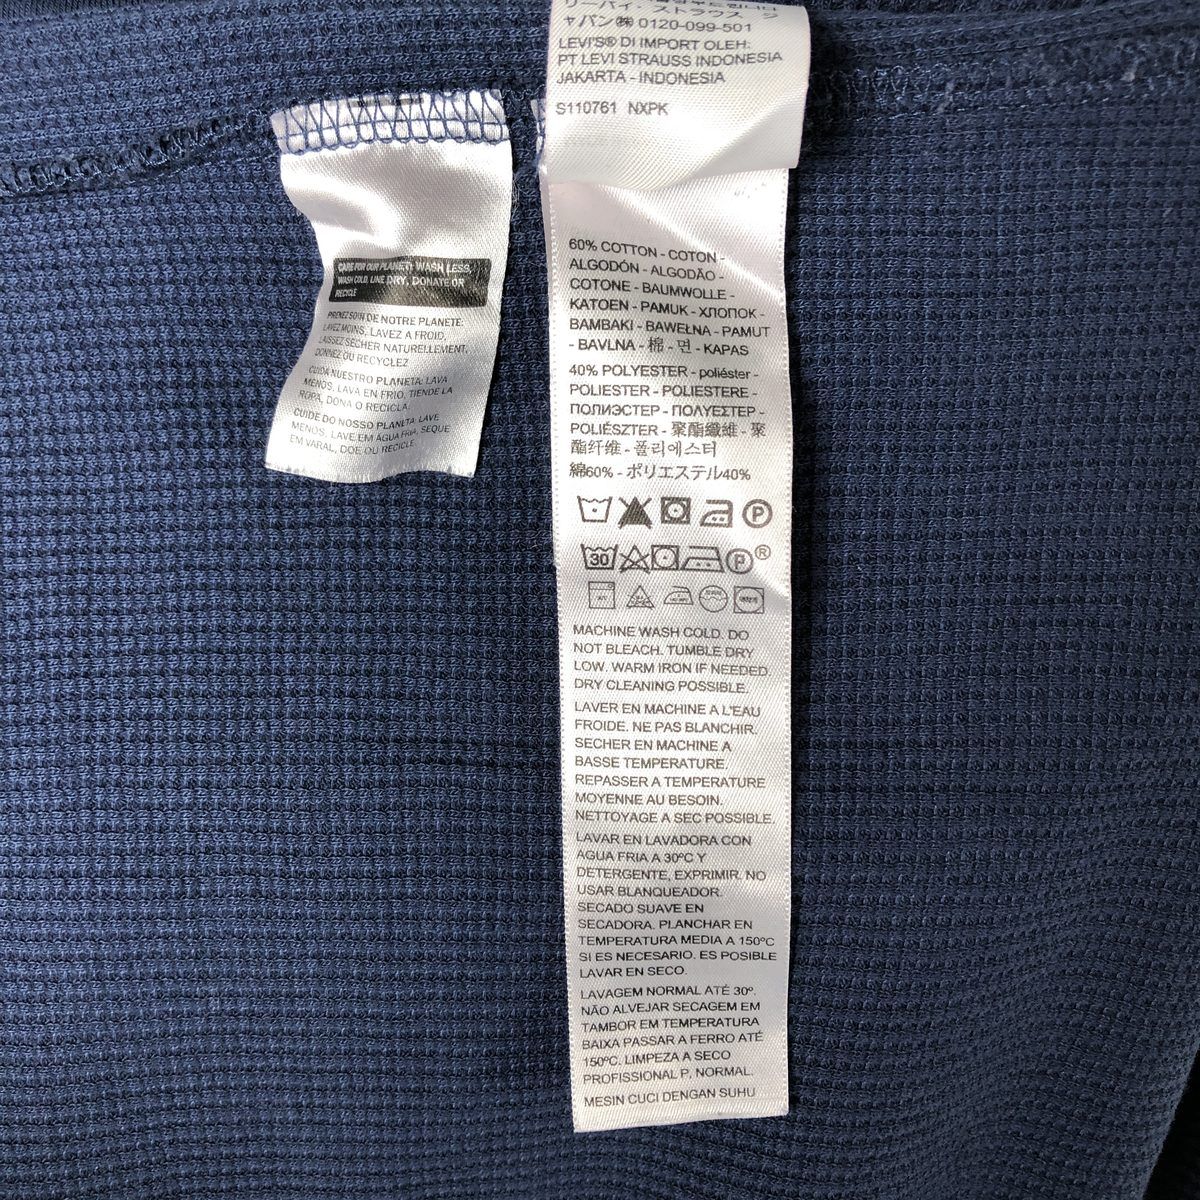 CARE FOR OUR PLANET: WASH LESS,
WASH COLD, LINE DRY, DONATE OR
RECYCLE
PRENEZ SOIN DE NOTRE PLANETE.
LAVEZ MOINS, LAVEZ A FROID,
LAISSEZ SÉCHER NATURELLEMENT,
DONNEZ OU RECYCLEZ
CUIDA NUESTRO PLANETA: LAVA
MENOS, LAVA EN FRIO, TIENDE LA
ROPA, DONA O RECICLA.
CUIDE DO NOSSO PLANETA: LAVE
MENOS, LAVE EM ÁGUA FRIA, SEQUE
EM VARAL, DOE OU RECICLE.
リーバイ・ストラウス ジ
ャパン㈱ 0120-099-501
LEVI'S® DI IMPORT OLEH:
PT LEVI STRAUSS INDONESIA
JAKARTA - INDONESIA
S110761 NXPK
60% COTTON - COTON -
ALGODÓN - ALGODÃO -
COTONE - BAUMWOLLE -
KATOEN - PAMUK - ХЛОПОК -
BAMBAKI - BAWEŁNA - PAMUT
- BAVLNA - 棉 - 면 - KAPAS
40% POLYESTER - poliéster -
POLIESTER - POLIESTERE -
ПОЛИЭСТЕР - ΠΟΛΥΕΣΤΕΡ -
POLIÉSZTER - 聚酯纖維 - 聚
酯纤维 - 폴리에스터
綿60% - ポリエステル40%
P
30 P ®
MACHINE WASH COLD. DO
NOT BLEACH. TUMBLE DRY
LOW. WARM IRON IF NEEDED.
DRY CLEANING POSSIBLE.
LAVER EN MACHINE A L'EAU
FROIDE. NE PAS BLANCHIR.
SECHER EN MACHINE A
BASSE TEMPERATURE.
REPASSER A TEMPERATURE
MOYENNE AU BESOIN.
NETTOYAGE A SEC POSSIBLE.
LAVAR EN LAVADORA CON
AGUA FRIA A 30ºC Y
DETERGENTE, EXPRIMIR. NO
USAR BLANQUEADOR.
SECADO SUAVE EN
SECADORA. PLANCHAR EN
TEMPERATURA MEDIA A 150ºC
SI ES NECESARIO. ES POSIBLE
LAVAR EN SECO.
LAVAGEM NORMAL ATÉ 30º.
NÃO ALVEJAR SECAGEM EM
TAMBOR EM TEMPERATURA
BAIXA PASSAR A FERRO ATÉ
150ºC. LIMPEZA A SECO
PROFISSIONAL P, NORMAL.
MESIN CUCI DENGAN SUHU